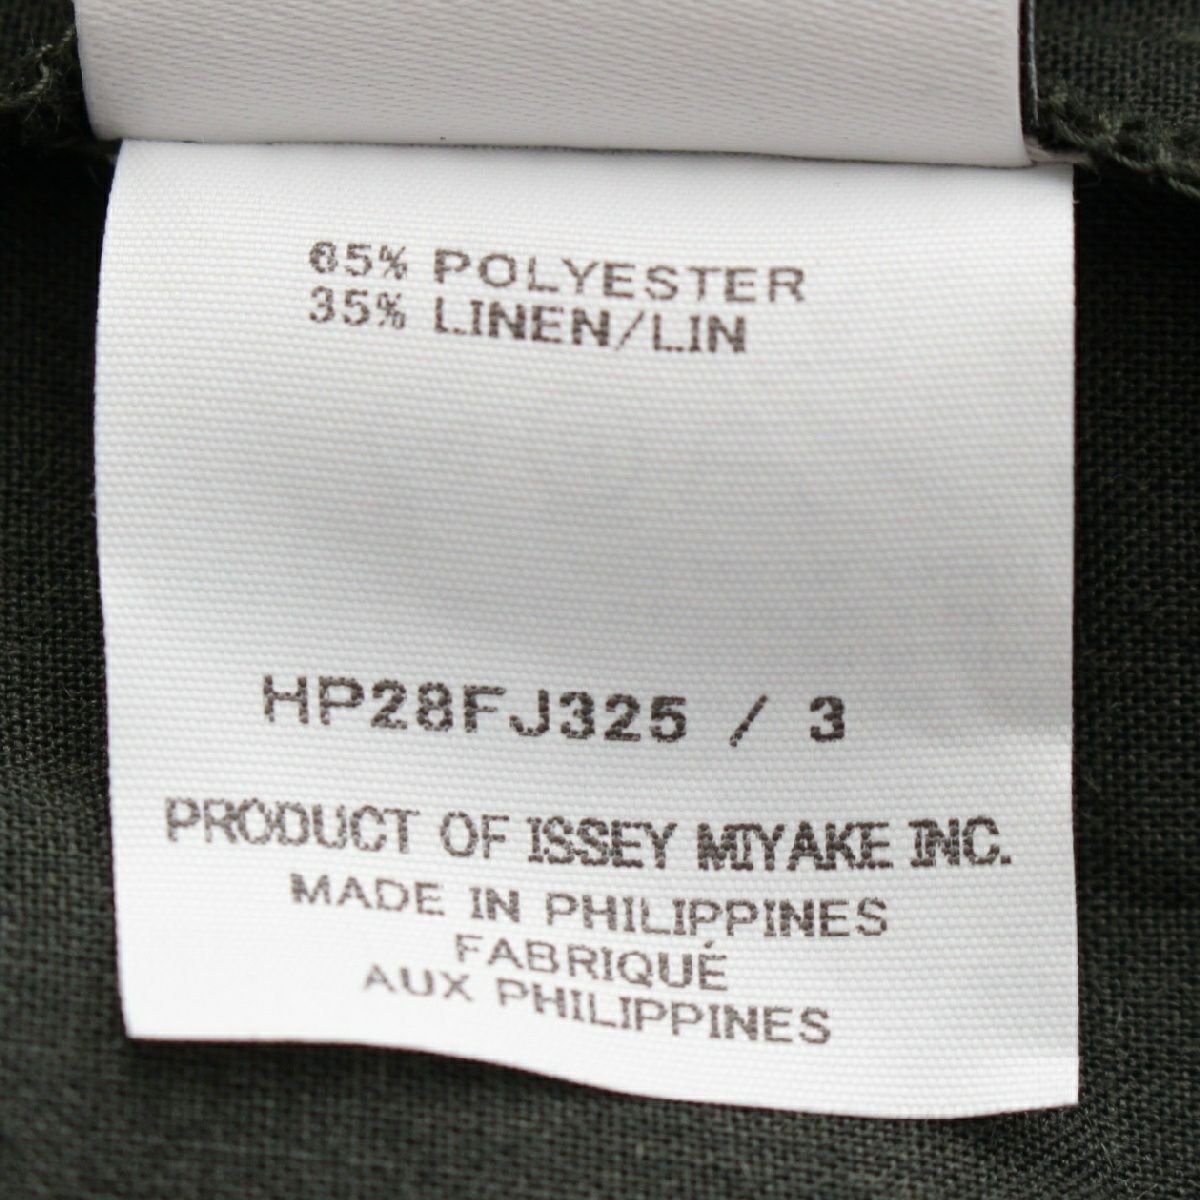 65% POLYESTER
35% LINEN/LIN
HP28FJ325 / 3
PRODUCT OF ISSEY MIYAKE INC.
MADE IN PHILIPPINES
FABRIQUÉ
AUX PHILIPPINES